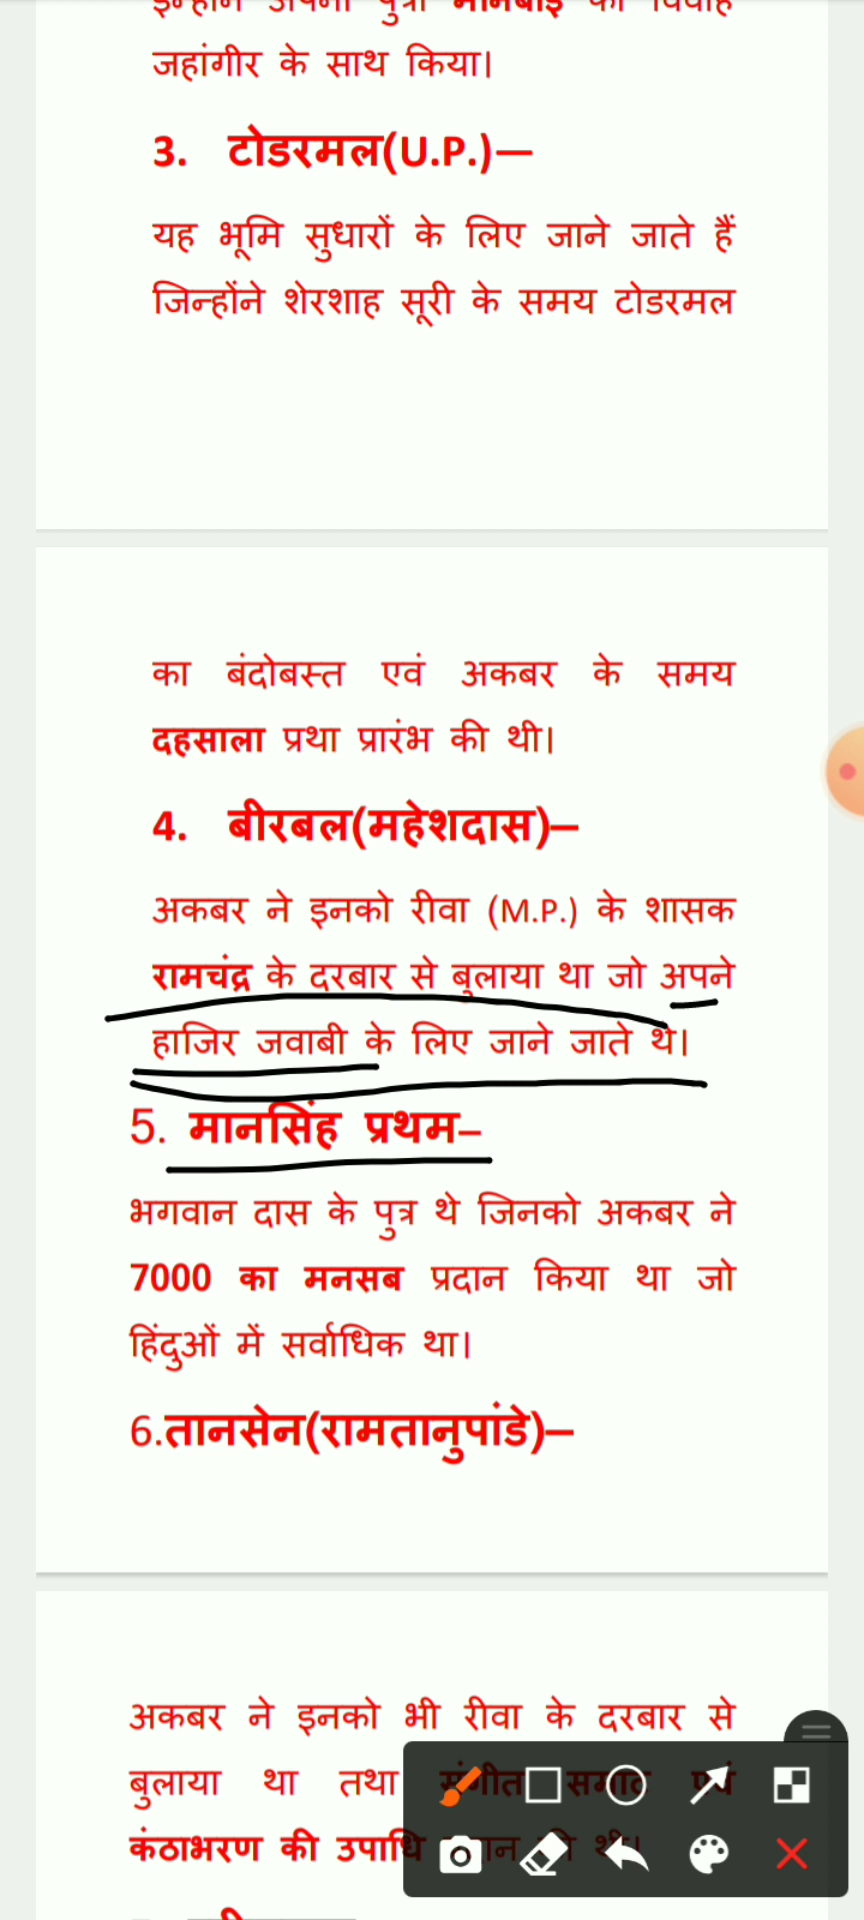 जहांगीर के साथ किया।
3. टोडरमल(U.P.)—
यह भूमि सुधारों के लिए जाने जाते हैं
जिन्होंने शेरशाह सूरी के समय टोडरमल
का बंदोबस्त एवं अकबर के समय
दहसाला प्रथा प्रारंभ की थी।
4. बीरबल(महेशदास)–
अकबर ने इनको रीवा (M.P.) के शासक
रामचंद्र के दरबार से बुलाया था जो अपने
हाजिर जवाबी के लिए जाने जाते थे।
5. मानसिंह प्रथम–
भगवान दास के पुत्र थे जिनको अकबर ने
7000 का मनसब प्रदान किया था जो
हिंदुओं में सर्वाधिक था।
6.तानसेन(रामतानुपांडे)–
अकबर ने इनको भी रीवा के दरबार से
बुलाया था तथा संगीत सम्राट एवं
कंठाभरण की उपाधि